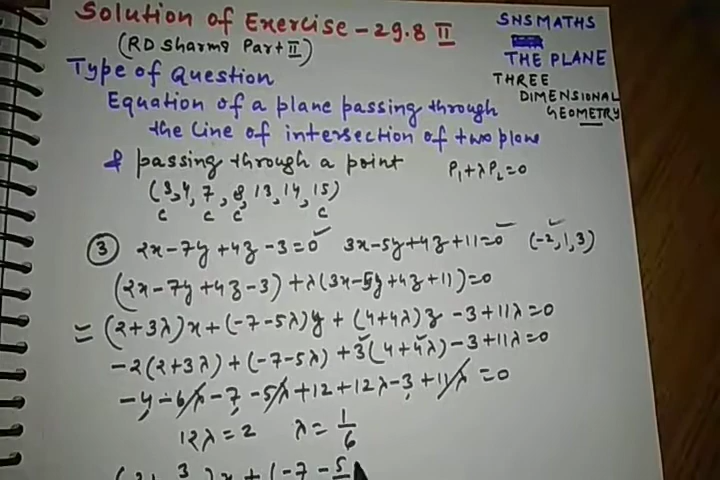 Solution of Exercise - 29.8 II
(RD Sharma Part II)
SNSMATHS
THE PLANE
THREE
DIMENSIONAL
GEOMETRY
Type of Question
Equation of a plane passing through
the line of intersection of two plane
& passing through a point P₁+λP₂=0
(3,4,7,8,13,14,15)
c c c c
③ 2x-7y+4z-3=0 3x-5y+4z+11=0 (-2,1,3)
(2x-7y+4z-3)+λ(3x-5y+4z+11)=0
= (2+3λ)x+(-7-5λ)y+(4+4λ)z-3+11λ=0
-2(2+3λ)+(-7-5λ)+3(4+4λ)-3+11λ=0
-4-6λ-7-5λ+12+12λ-3+11λ=0
12λ=2 λ=1/6